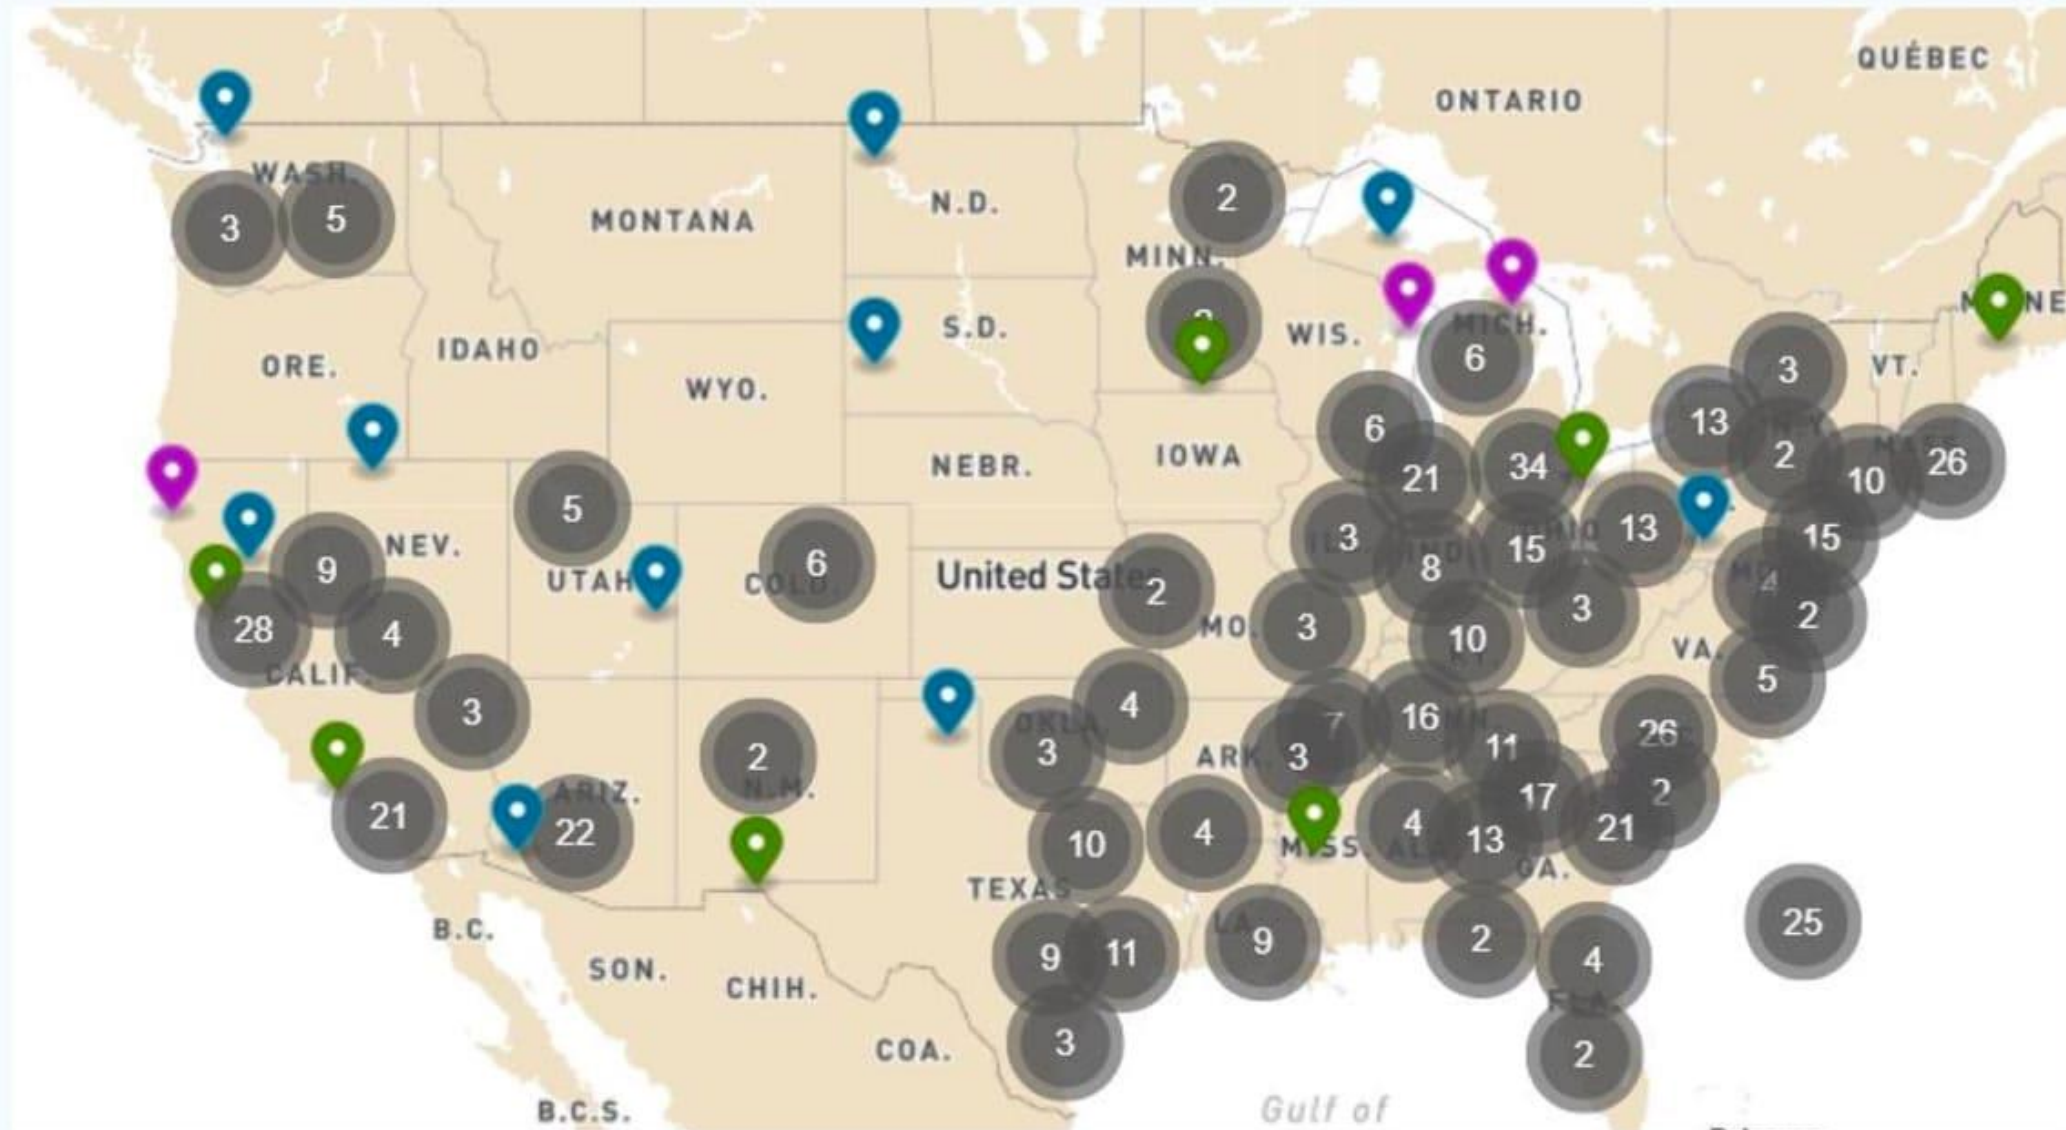 QUÉBEC
ONTARIO
WASH.
3
5
MONTANA
N.D.
2
MINN.
WIS.
MICH.
6
ORE.
IDAHO
S.D.
WYO.
3
VT.
NEBR.
IOWA
6
21
34
13
2
10
26
5
NEV.
9
UTAH
6
COLO.
United States
2
3
8
15
OHIO
13
15
4
2
28
4
CALIF.
MO.
3
10
3
VA.
5
3
2
N.M.
OKLA.
3
4
ARK.
7
3
16
11
26
21
ARIZ.
22
10
4
MISS.
4
ALA.
13
17
GA.
2
21
TEXAS
B.C.
SON.
CHIH.
9
11
LA.
9
2
4
25
FLA.
COA.
3
2
B.C.S.
Gulf of